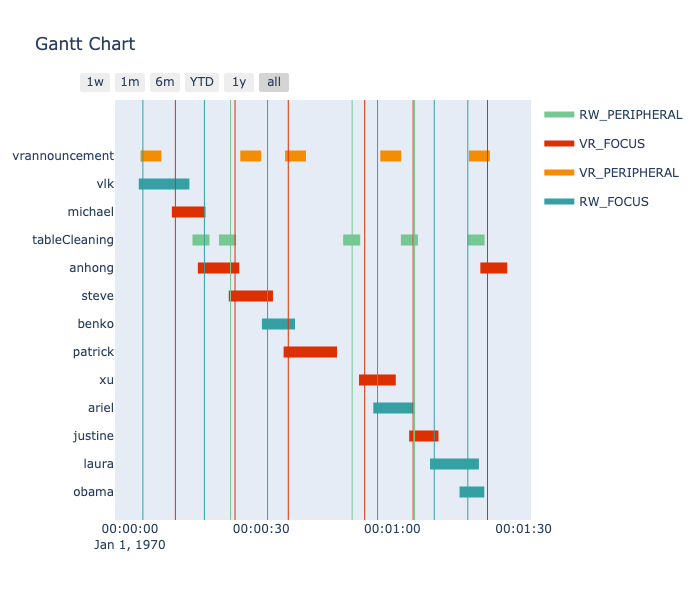 Gantt Chart
1w 1m 6m YTD 1y all
RW_PERIPHERAL
VR_FOCUS
VR_PERIPHERAL
RW_FOCUS
vrannouncement
vlk
michael
tableCleaning
anhong
steve
benko
patrick
xu
ariel
justine
laura
obama
00:00:00 00:00:30 00:01:00 00:01:30
Jan 1, 1970